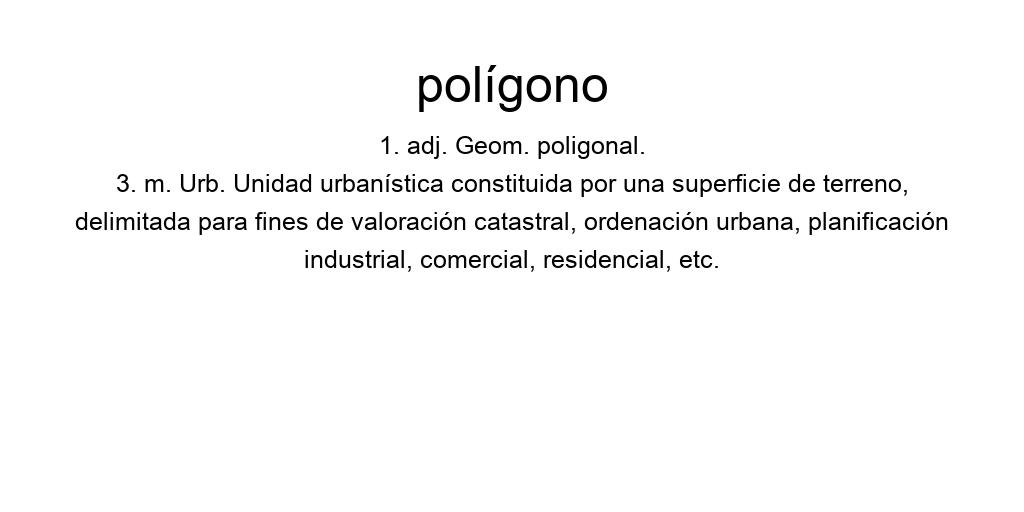 polígono
1. adj. Geom. poligonal.
3. m. Urb. Unidad urbanística constituida por una superficie de terreno,
delimitada para fines de valoración catastral, ordenación urbana, planificación
industrial, comercial, residencial, etc.